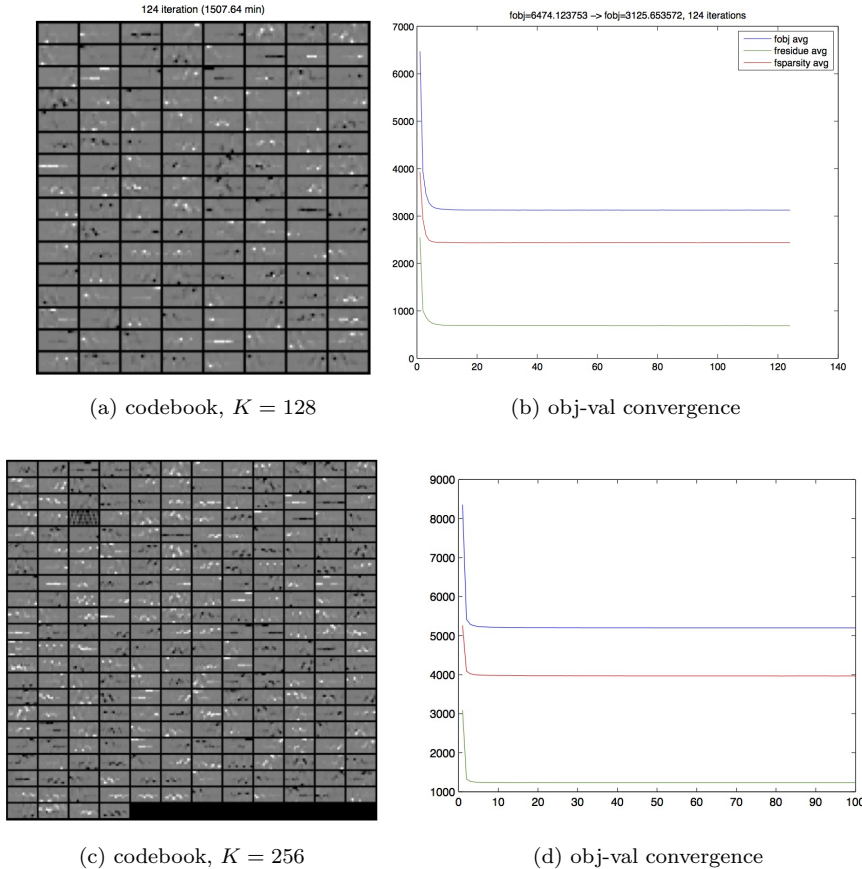 124 iteration (1507.64 min)
fobj=6474.123753 -> fobj=3125.653572, 124 iterations
7000
6000
5000
4000
3000
2000
1000
0
fobj avg
fresidue avg
fsparsity avg
0 20 40 60 80 100 120 140
(a) codebook, K = 128
(b) obj-val convergence
9000
8000
7000
6000
5000
4000
3000
2000
1000
0 10 20 30 40 50 60 70 80 90 100
(c) codebook, K = 256
(d) obj-val convergence